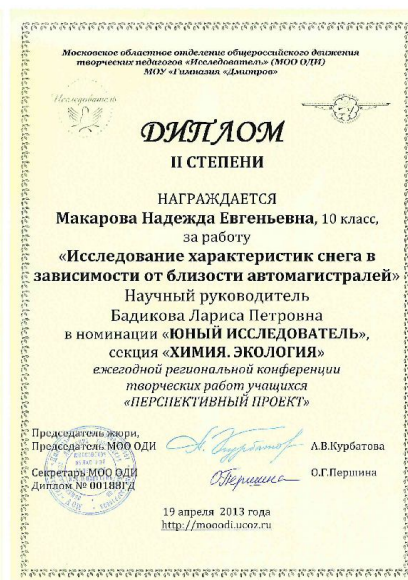 Московское областное отделение общероссийского движения
творческих педагогов «Исследователь» (МОО ОДИ)
МОУ «Гимназия «Дмитров»
Исследователь
ДИПЛОМ
II СТЕПЕНИ
НАГРАЖДАЕТСЯ
Макарова Надежда Евгеньевна, 10 класс,
за работу
«Исследование характеристик снега в
зависимости от близости автомагистралей»
Научный руководитель
Бадикова Лариса Петровна
в номинации «ЮНЫЙ ИССЛЕДОВАТЕЛЬ»,
секция «ХИМИЯ. ЭКОЛОГИЯ»
ежегодной региональной конференции
творческих работ учащихся
«ПЕРСПЕКТИВНЫЙ ПРОЕКТ»
Председатель жюри,
Председатель МОО ОДИ А.В.Курбатова
Секретарь МОО ОДИ О.Г.Першина
Диплом № 00188ГД
19 апреля 2013 года
http://mooodi.ucoz.ru